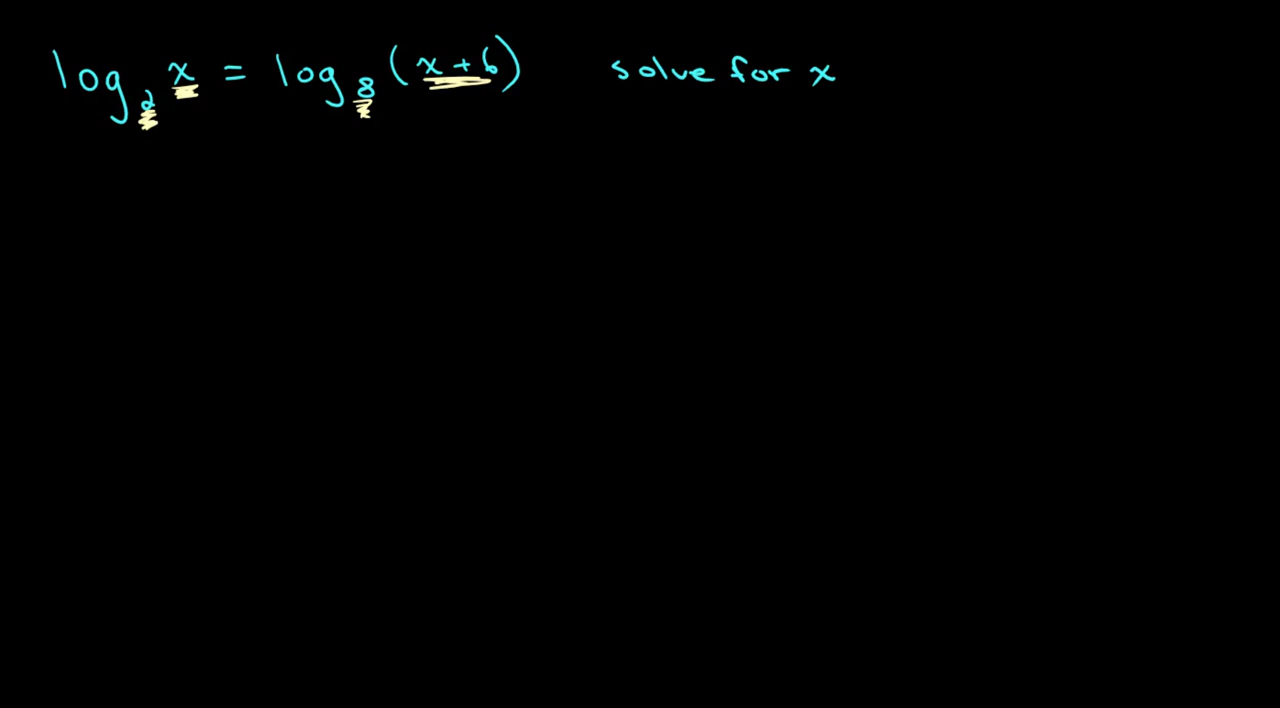 log₂ x = log₈ (x + 6) solve for x